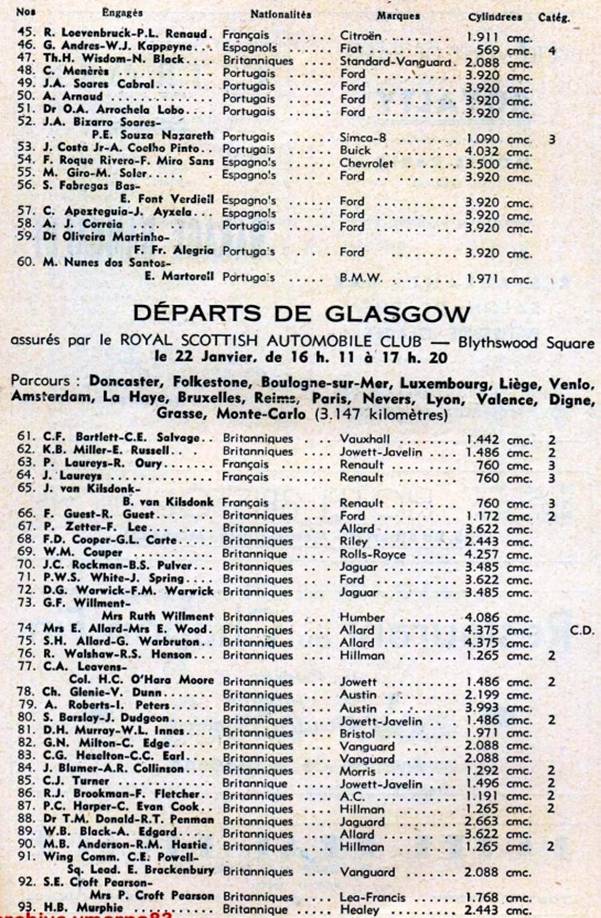 Nos Engagés Nationalités Marques Cylindrees Catég.
45. R. Loevenbruck-P.L. Renaud. Français ....... Citroën .......... 1.911 cmc.
46. G. Andres-W.J. Kappeyne... Espagnols ...... Fiat .............. 569 cmc. 4
47. Th.H. Wisdom-N. Black.... Britanniques .... Standard-Vanguard. 2.088 cmc.
48. C. Menèrès ............. Portugais ....... Ford ............. 3.920 cmc.
49. J.A. Soares Cabral........ Portugais ....... Ford ............. 3.920 cmc.
50. A. Arnaud .............. Portugais ....... Ford ............. 3.920 cmc.
51. Dr O.A. Arrochela Lobo.... Portugais ....... Ford ............. 3.920 cmc.
52. J.A. Bizarro Soares-
P.E. Souza Nazareth Portugais ....... Simca-8 .......... 1.090 cmc. 3
53. J. Costa Jr-A. Coelho Pinto.. Portugais ....... Buick ............ 4.032 cmc.
54. F. Roque Rivero-F. Miro Sans Espagnols ...... Chevrolet ......... 3.500 cmc.
55. M. Giro-M. Soler..... . Espagnols ...... Ford ............. 3.920 cmc.
56. S. Fabregas Bas-
E. Font Verdieil Espagnols ...... Ford ............. 3.920 cmc.
57. C. Apezteguia-J. Ayxela... Espagnols ...... Ford ............. 3.920 cmc.
58. A. J. Correia ........... Portugais ....... Ford ............. 3.920 cmc.
59. Dr Oliveira Martinho-
F. Fr. Alegria Portugais ....... Ford ............. 3.920 cmc.
60. M. Nunes dos Santos-
E. Martorell Portugais ....... B.M.W. .......... 1.971 cmc.
DÉPARTS DE GLASGOW
assurés par le ROYAL SCOTTISH AUTOMOBILE CLUB — Blythswood Square
le 22 Janvier, de 16 h. 11 à 17 h. 20
Parcours : Doncaster, Folkestone, Boulogne-sur-Mer, Luxembourg, Liège, Venlo,
Amsterdam, La Haye, Bruxelles, Reims, Paris, Nevers, Lyon, Valence, Digne,
Grasse, Monte-Carlo (3.147 kilomètres)
61. C.F. Bartlett-C.E. Salvage.. Britanniques .... Vauxhall ......... 1.442 cmc. 2
62. K.B. Miller-E. Russell..... Britanniques .... Jowett-Javelin .... 1.486 cmc. 2
63. P. Laureys-R. Oury....... Français ....... Renault .......... 760 cmc. 3
64. J. Laureys .............. Français ....... Renault .......... 760 cmc. 3
65. J. van Kilsdonk-
B. van Kilsdonk Français ....... Renault .......... 760 cmc. 3
66. F. Guest-R. Guest........ Britanniques .... Ford ............. 1.172 cmc. 2
67. P. Zetter-F. Lee.......... Britanniques .... Allard ............ 3.622 cmc.
68. F.D. Cooper-G.L. Carte.... Britanniques .... Riley ............ 2.443 cmc.
69. W.M. Couper ........... Britannique ..... Rolls-Royce ....... 4.257 cmc.
70. J.C. Rockman-B.S. Pulver... Britanniques .... Jaguar ........... 3.485 cmc.
71. P.W.S. White-J. Spring.... Britanniques .... Ford ............. 3.622 cmc.
72. D.G. Warwick-F.M. Warwick Britanniques .... Jaguar ........... 3.485 cmc.
73. G.F. Willment-
Mrs Ruth Willment Britanniques .... Humber .......... 4.086 cmc.
74. Mrs E. Allard-Mrs E. Wood. Britanniques .... Allard ............ 4.375 cmc. C.D.
75. S.H. Allard-G. Warbruton.. Britanniques .... Allard ............ 4.375 cmc.
76. R. Walshaw-R.S. Henson... Britanniques .... Hillman .......... 1.265 cmc. 2
77. C.A. Leavens-
Col. H.C. O'Hara Moore Britanniques .... Jowett ........... 1.486 cmc. 2
78. Ch. Glenie-V. Dunn....... Britanniques .... Austin ........... 2.199 cmc.
79. A. Roberts-I. Peters....... Britanniques .... Austin ........... 3.993 cmc.
80. S. Barslay-J. Dudgeon..... Britanniques .... Jowett-Javelin .... 1.486 cmc. 2
81. D.H. Murray-W.L. Innes.... Britanniques .... Bristol ............ 1.971 cmc.
82. G.N. Milton-C. Edge...... Britanniques .... Vanguard ......... 2.088 cmc.
83. C.G. Heselton-C.C. Earl.... Britanniques .... Vanguard ......... 2.088 cmc.
84. J. Blumer-A.R. Collinson.... Britanniques .... Morris ........... 1.292 cmc. 2
85. C.J. Turner ............. Britannique ..... Jowett-Javelin .... 1.496 cmc. 2
86. R.J. Brookman-F. Fletcher.. Britanniques .... A.C. ............ 1.191 cmc. 2
87. P.C. Harper-C. Evan Cook.. Britanniques .... Hillman .......... 1.265 cmc. 2
88. Dr T.M. Donald-R.T. Penman Britanniques .... Jaguard .......... 2.663 cmc.
89. W.B. Black-A. Edgard..... Britanniques .... Allard ............ 3.622 cmc.
90. M.B. Anderson-R.M. Hastie. Britanniques .... Hillman .......... 1.265 cmc. 2
91. Wing Comm. C.E. Powell-
Sq. Lead. E. Brackenbury Britanniques .... Vanguard ......... 2.088 cmc.
92. S.E. Croft Pearson-
Mrs P. Croft Pearson Britanniques .... Lea-Francis ....... 1.768 cmc.
93. H.B. Murphie ........... Britannique ..... Healey ........... 2.443 cmc.